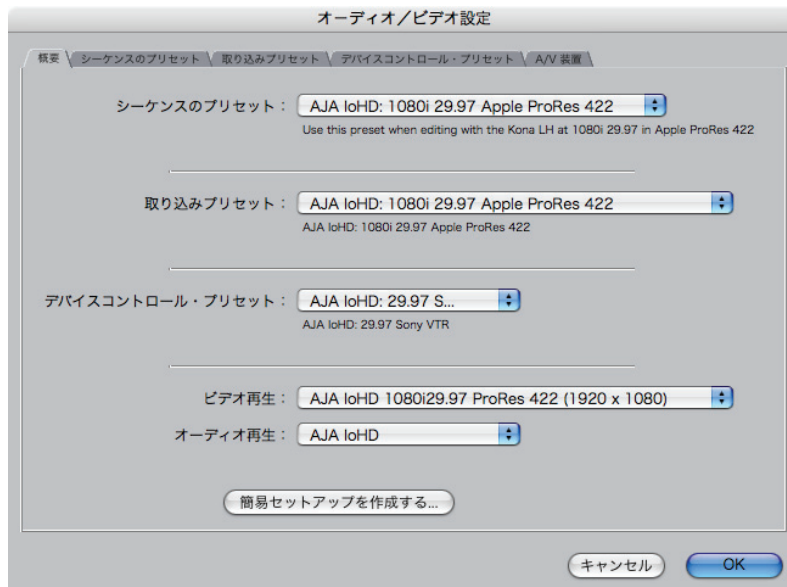 オーディオ／ビデオ設定
概要 シーケンスのプリセット 取り込みプリセット デバイスコントロール・プリセット A/V 装置
シーケンスのプリセット： AJA IoHD: 1080i 29.97 Apple ProRes 422
Use this preset when editing with the Kona LH at 1080i 29.97 in Apple ProRes 422
取り込みプリセット： AJA IoHD: 1080i 29.97 Apple ProRes 422
AJA IoHD: 1080i 29.97 Apple ProRes 422
デバイスコントロール・プリセット： AJA IoHD: 29.97 S...
AJA IoHD: 29.97 Sony VTR
ビデオ再生： AJA IoHD 1080i29.97 ProRes 422 (1920 x 1080)
オーディオ再生： AJA IoHD
簡易セットアップを作成する...
キャンセル OK